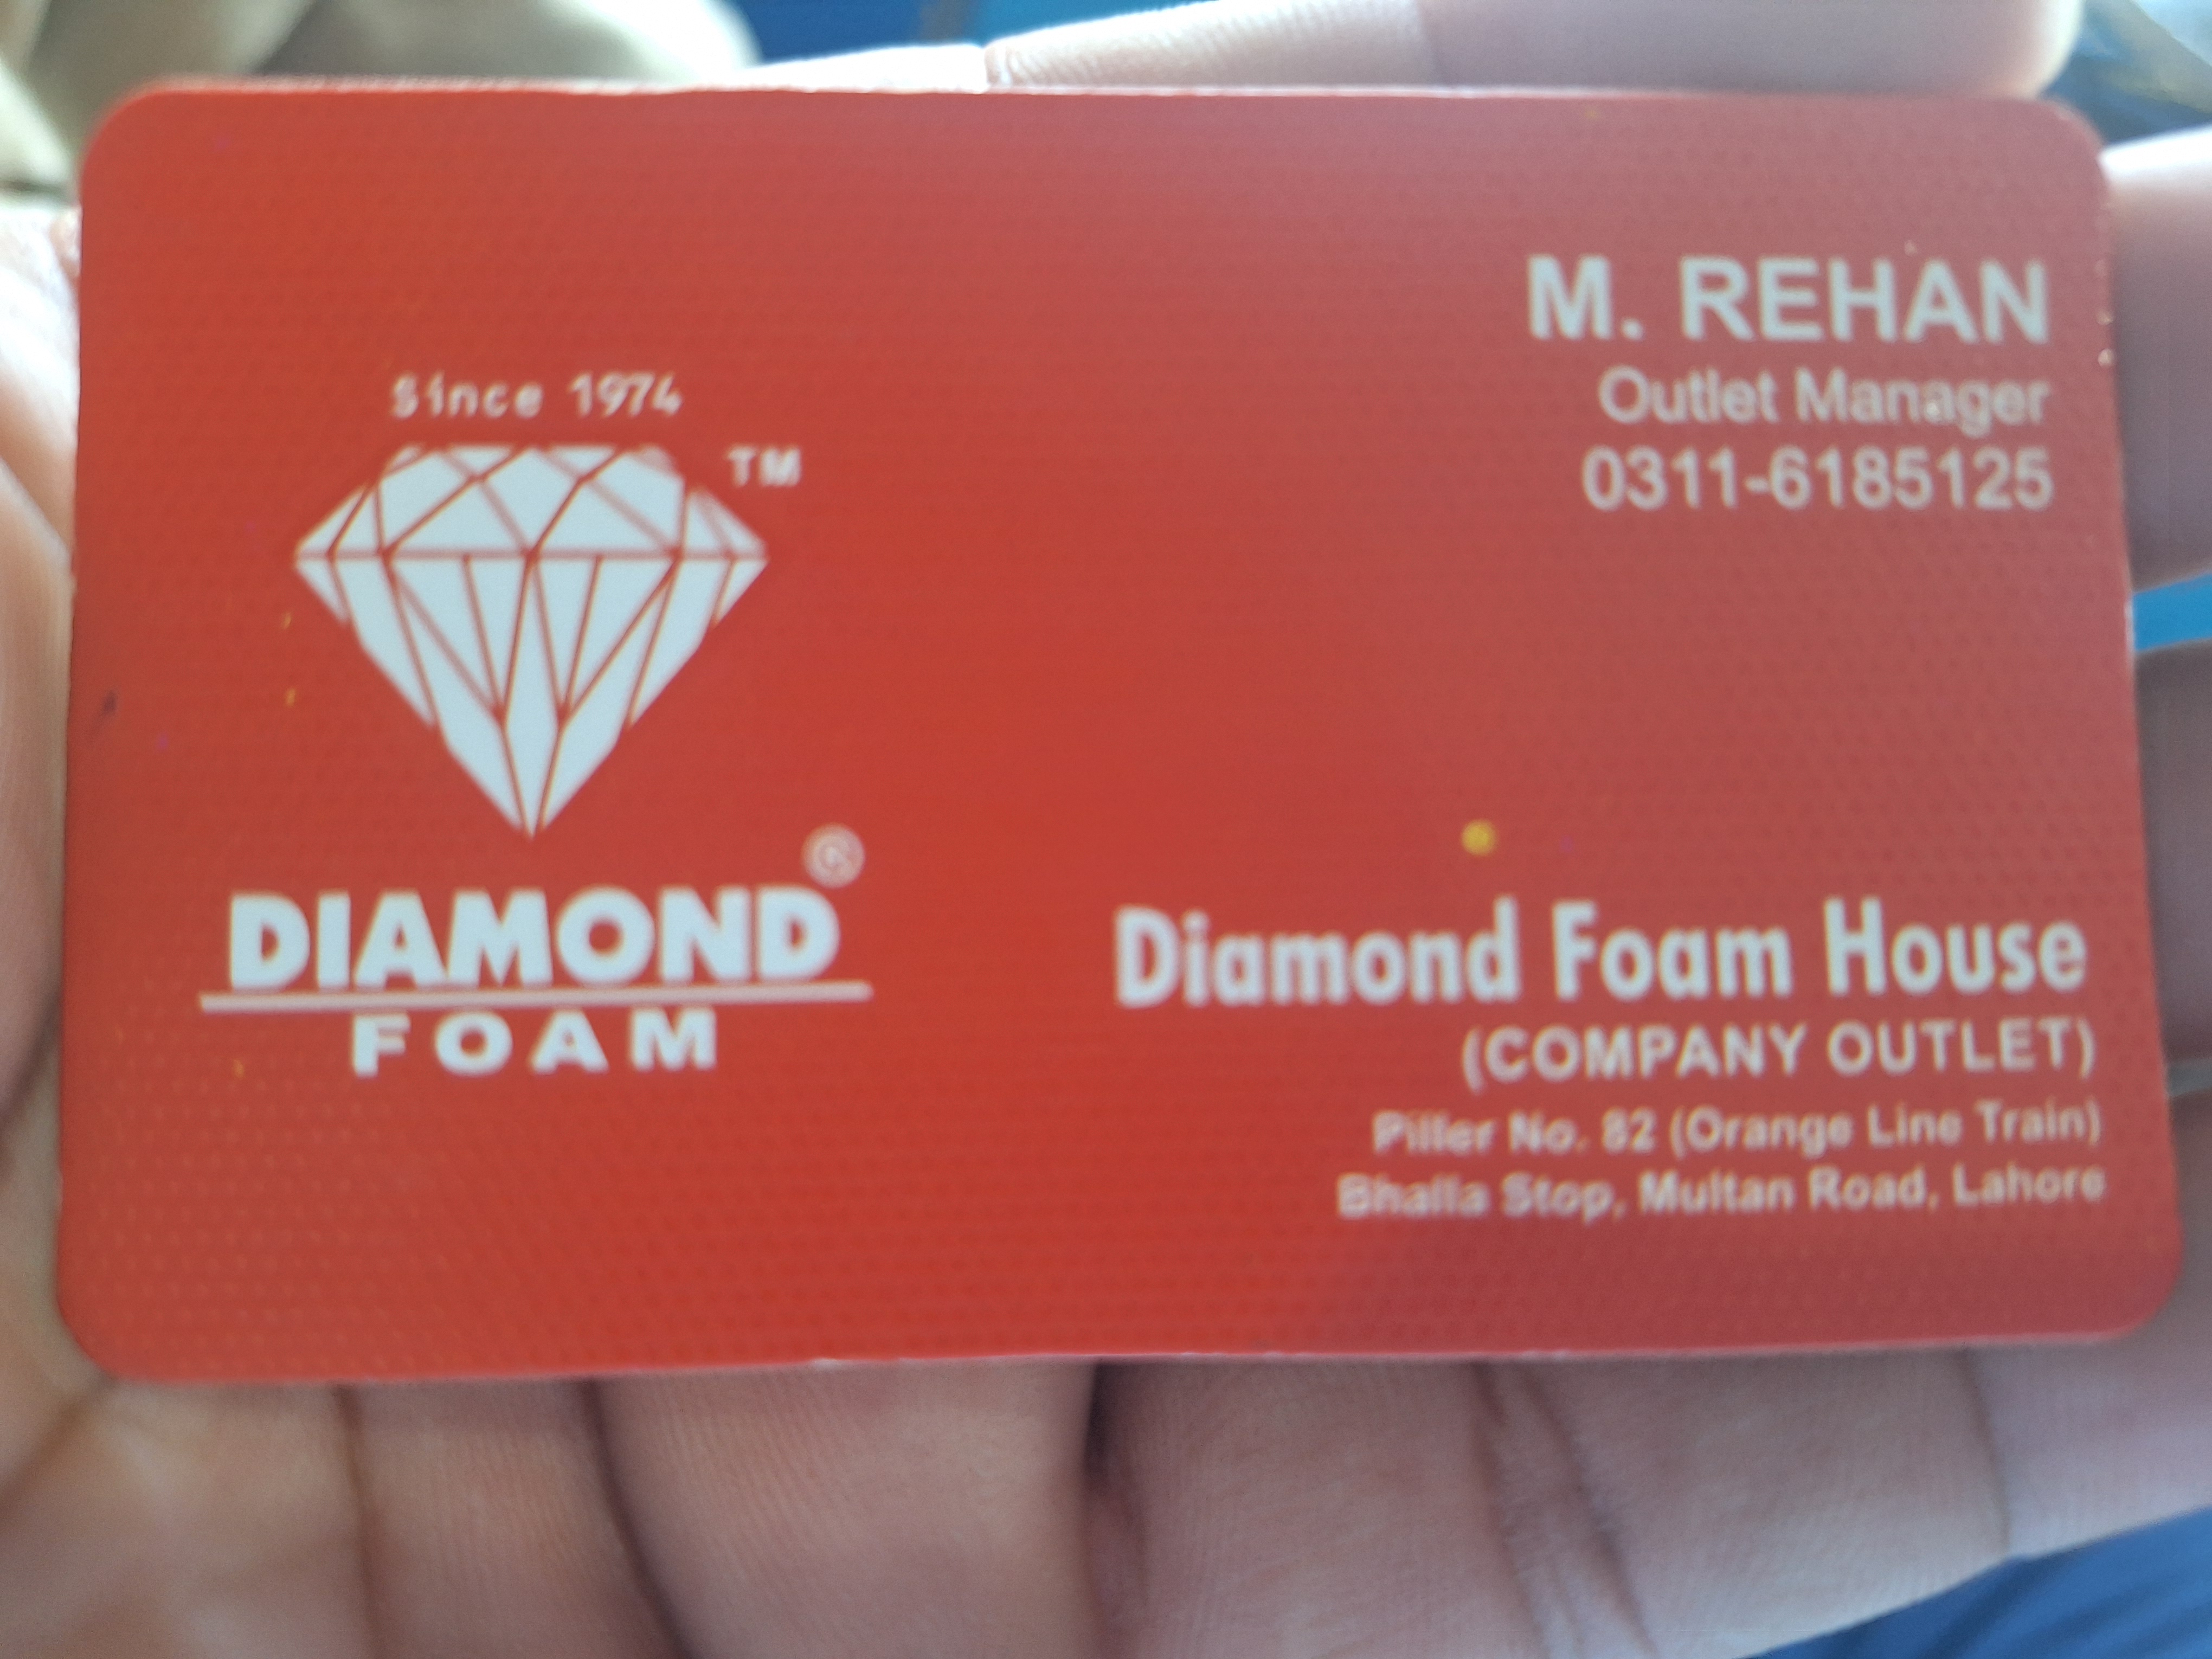 Since 1974
TM
®
DIAMOND
FOAM
M. REHAN
Outlet Manager
0311-6185125
Diamond Foam House
(COMPANY OUTLET)
Piller No. 82 (Orange Line Train)
Bhalla Stop, Multan Road, Lahore